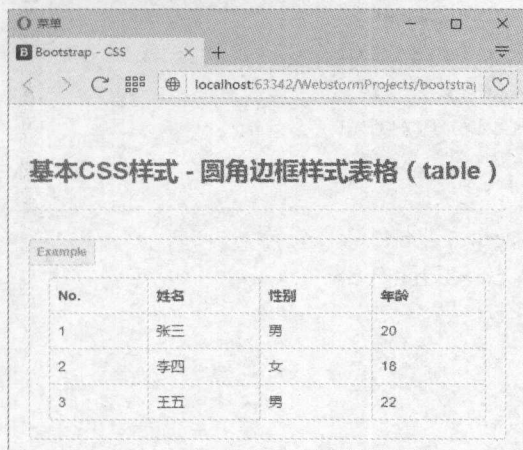 菜单
B Bootstrap - CSS × +
localhost:63342/WebstormProjects/bootstrap
基本CSS样式 - 圆角边框样式表格（table）
Example
No. 姓名 性别 年龄
1 张三 男 20
2 李四 女 18
3 王五 男 22